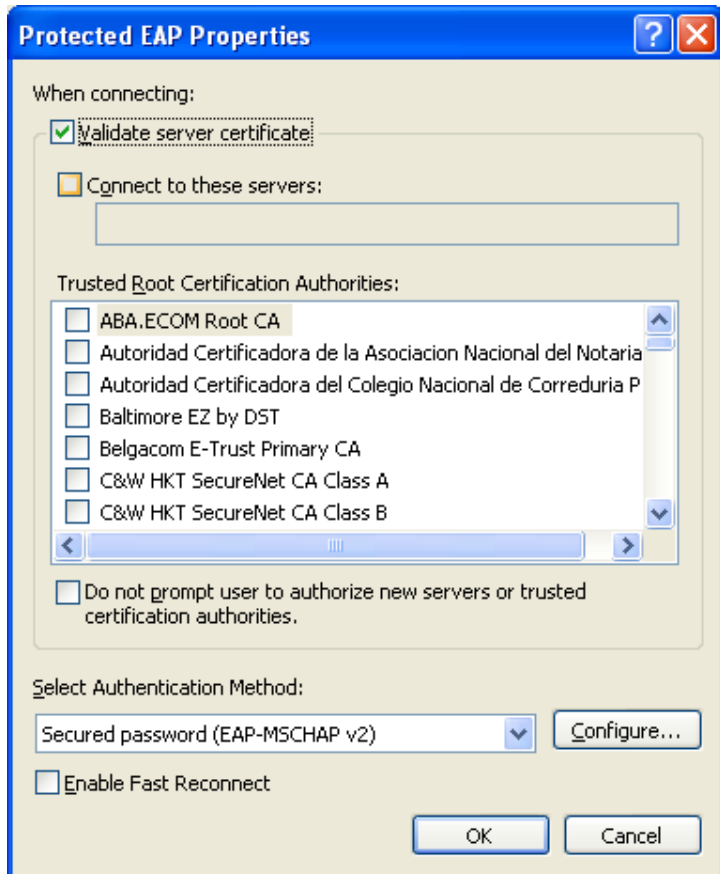 Protected EAP Properties
When connecting:
Validate server certificate
Connect to these servers:
Trusted Root Certification Authorities:
ABA.ECOM Root CA
Autoridad Certificadora de la Asociacion Nacional del Notaria
Autoridad Certificadora del Colegio Nacional de Correduria P
Baltimore EZ by DST
Belgacom E-Trust Primary CA
C&W HKT SecureNet CA Class A
C&W HKT SecureNet CA Class B
Do not prompt user to authorize new servers or trusted
certification authorities.
Select Authentication Method:
Secured password (EAP-MSCHAP v2)
Configure...
Enable Fast Reconnect
OK
Cancel